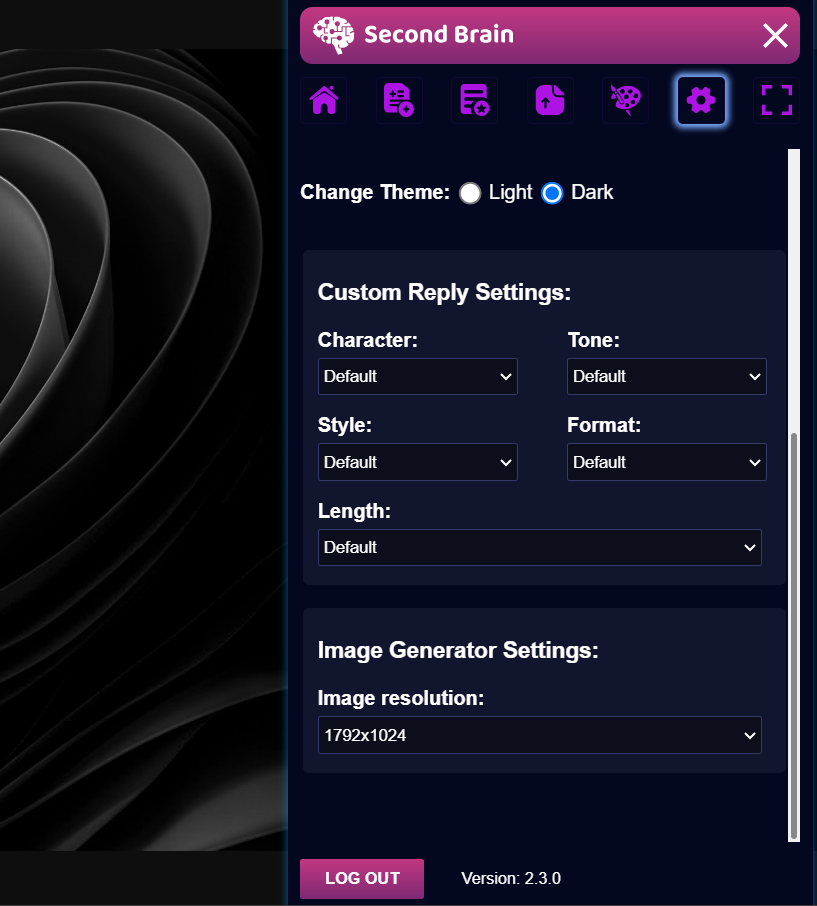 Second Brain
Change Theme: Light Dark
Custom Reply Settings:
Character: Tone:
Default Default
Style: Format:
Default Default
Length:
Default
Image Generator Settings:
Image resolution:
1792x1024
LOG OUT Version: 2.3.0